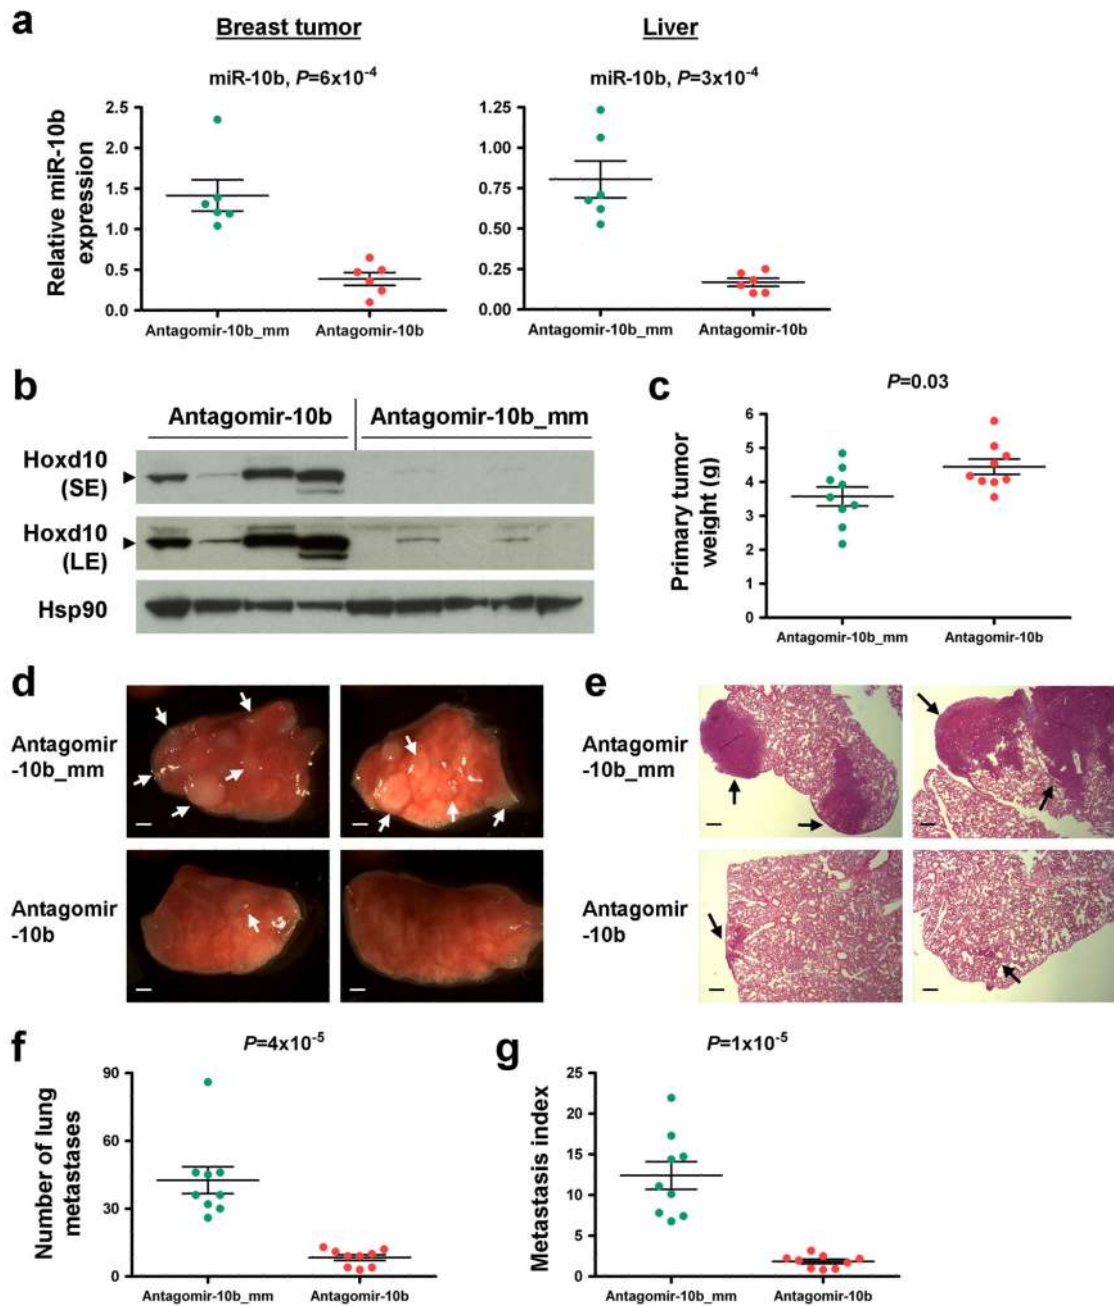 a
Breast tumor
Liver
miR-10b, P=6x10⁻⁴
miR-10b, P=3x10⁻⁴
Relative miR-10b
expression
2.5
2.0
1.5
1.0
0.5
0.0
Antagomir-10b_mm
Antagomir-10b
1.25
1.00
0.75
0.50
0.25
0.00
Antagomir-10b_mm
Antagomir-10b
b
Antagomir-10b
Antagomir-10b_mm
Hoxd10
(SE)
Hoxd10
(LE)
Hsp90
c
P=0.03
Primary tumor
weight (g)
6
5
4
3
2
1
0
Antagomir-10b_mm
Antagomir-10b
d
Antagomir
-10b_mm
Antagomir
-10b
e
Antagomir
-10b_mm
Antagomir
-10b
f
P=4x10⁻⁵
Number of lung
metastases
90
60
30
0
Antagomir-10b_mm
Antagomir-10b
g
P=1x10⁻⁵
Metastasis index
25
20
15
10
5
0
Antagomir-10b_mm
Antagomir-10b